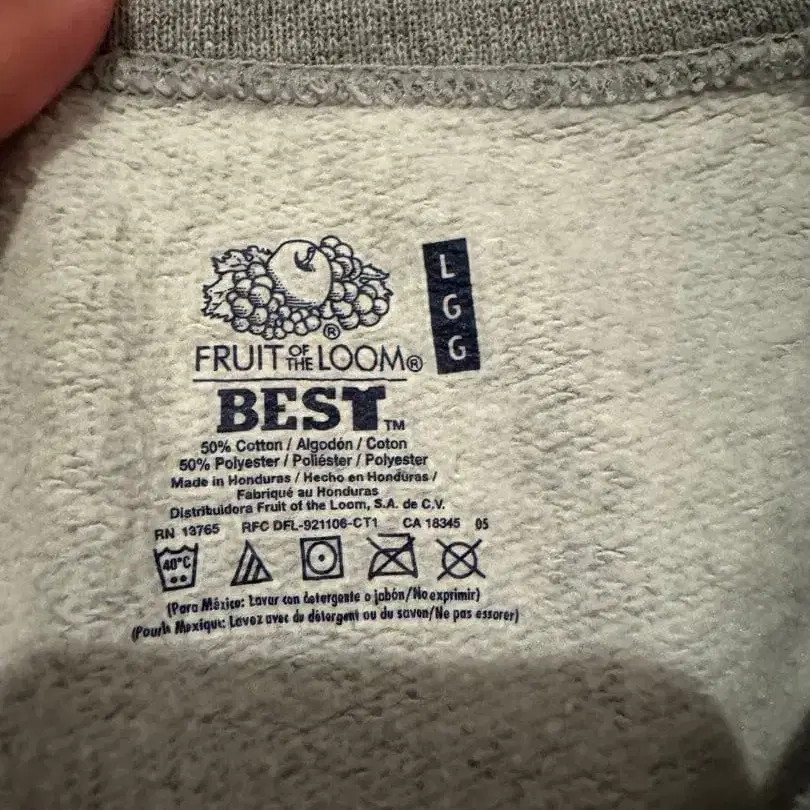 L
G
G
®
FRUIT OF THE LOOM®
BEST™
50% Cotton / Algodón / Coton
50% Polyester / Poliéster / Polyester
Made in Honduras / Hecho en Honduras /
Fabriqué au Honduras
Distribuidora Fruit of the Loom, S.A. de C.V.
RN 13765 RFC DFL-921106-CT1 CA 18345 05
40°C
(Para México: Lavar con detergente o jabón/No exprimir)
(Pour le Mexique: Lavez avec du détergent ou du savon/Ne pas essorer)